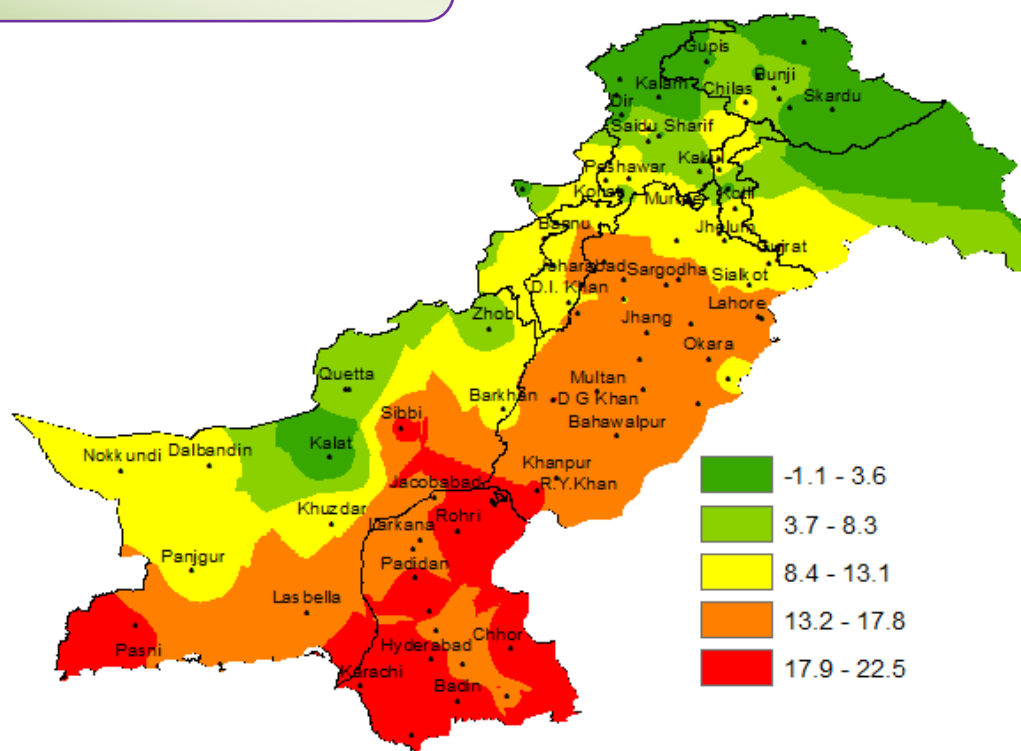 Gupis
Bunji
Kalam
Chilas
Skardu
Dir
Saidu Sharif
Kakul
Peshawar
Kohat
Murree
Kotli
Bannu
Jhelum
Gujrat
Joharabad
Sargodha
Sialkot
D.I. Khan
Lahore
Zhob
Jhang
Okara
Quetta
Multan
Barkhan
D G Khan
Sibbi
Bahawalpur
Kalat
Nokkundi
Dalbandin
Khanpur
Jacobabad
R.Y.Khan
Khuzdar
Larkana
Rohri
Panjgur
Padidan
Lasbella
Hyderabad
Chhor
Pasni
Karachi
Badin
-1.1 - 3.6
3.7 - 8.3
8.4 - 13.1
13.2 - 17.8
17.9 - 22.5